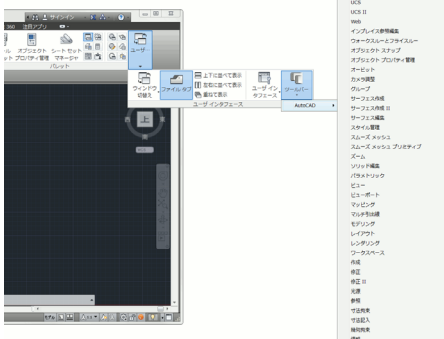 サインイン
360 注目アプリ
オブジェクト プロパティ管理
シート セット マネージャ
ユーザ
パレット
ウィンドウ 切替え
ファイル タブ
上下に並べて表示
左右に並べて表示
重ねて表示
ユーザ イン タフェース
ツールバー
ユーザ インタフェース
AutoCAD
上
モデル
UCS
UCS II
Web
インプレイス参照編集
ウォークスルーとフライスルー
オブジェクト スナップ
オブジェクト プロパティ管理
オービット
カメラ調整
グループ
サーフェス作成
サーフェス作成 II
サーフェス編集
スタイル管理
スムーズ メッシュ
スムーズ メッシュ プリミティブ
ズーム
ソリッド編集
パラメトリック
ビュー
ビューポート
マッピング
マルチ引出線
モデリング
レイアウト
レンダリング
ワークスペース
作成
修正
修正 II
光源
参照
寸法拘束
寸法記入
幾何拘束